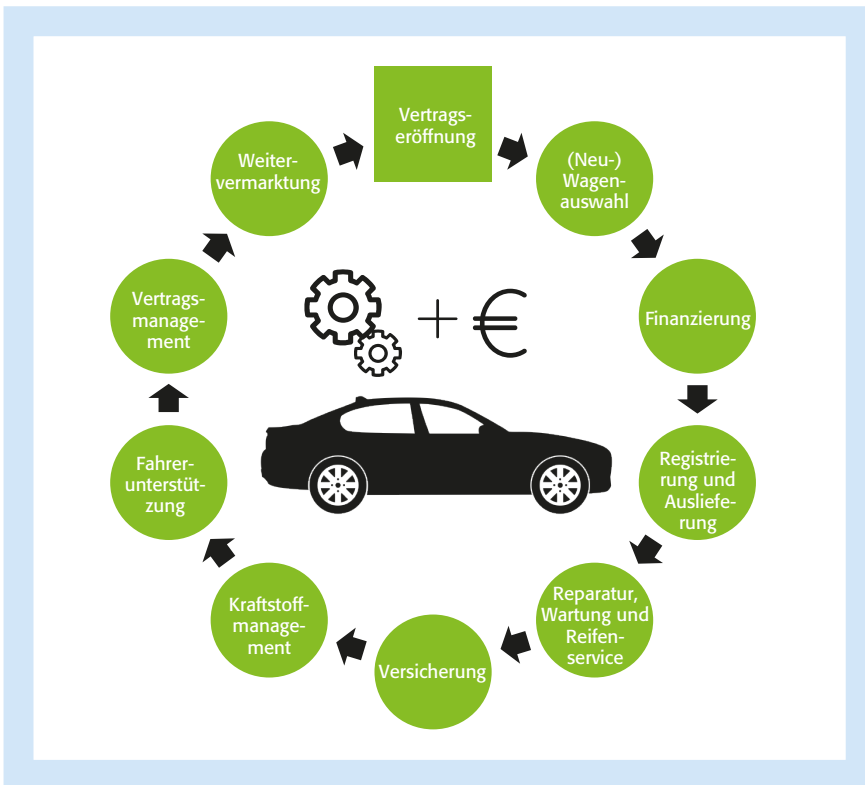 Vertrags-
eröffnung
(Neu-)
Wagen-
auswahl
Finanzierung
Registrie-
rung und
Ausliefe-
rung
Reparatur,
Wartung und
Reifen-
service
Versicherung
Kraftstoff-
manage-
ment
Fahrer-
unterstüt-
zung
Vertrags-
manage-
ment
Weiter-
vermarktung
+ €